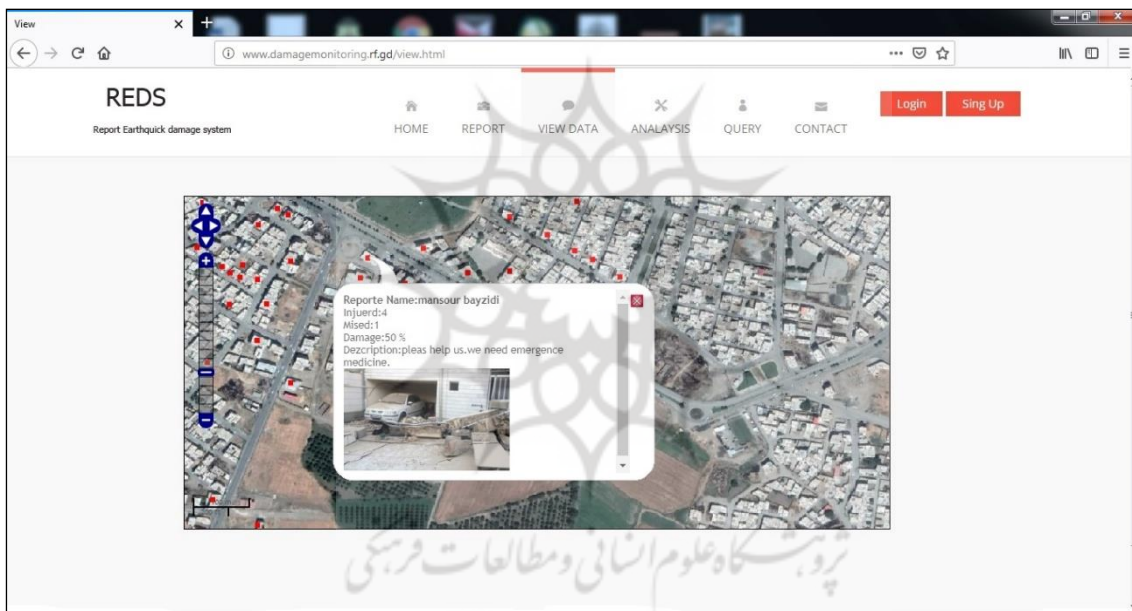 View
www.damagemonitoring.rf.gd/view.html
REDS
Report Earthquick damage system
HOME
REPORT
VIEW DATA
ANALAYSIS
QUERY
CONTACT
Login
Sing Up
Reporte Name:mansour bayzidi
Injuerd:4
Mised:1
Damage:50 %
Dezcription:pleas help us.we need emergence
medicine.
پژوهشگاه علوم انسانی و مطالعات فرهنگی